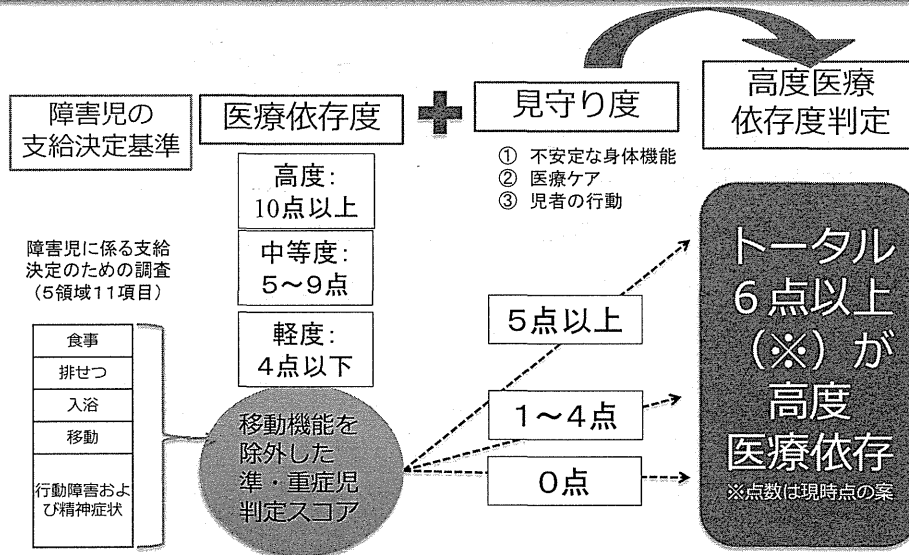 障害児の
支給決定基準
医療依存度
見守り度
高度医療
依存度判定
高度：
10点以上
中等度：
5～9点
軽度：
4点以下
① 不安定な身体機能
② 医療ケア
③ 児者の行動
障害児に係る支給
決定のための調査
（5領域11項目）
食事
排せつ
入浴
移動
行動障害およ
び精神症状
移動機能を
除外した
準・重症児
判定スコア
5点以上
1～4点
0点
トータル
6点以上
（※）が
高度
医療依存
※点数は現時点の案